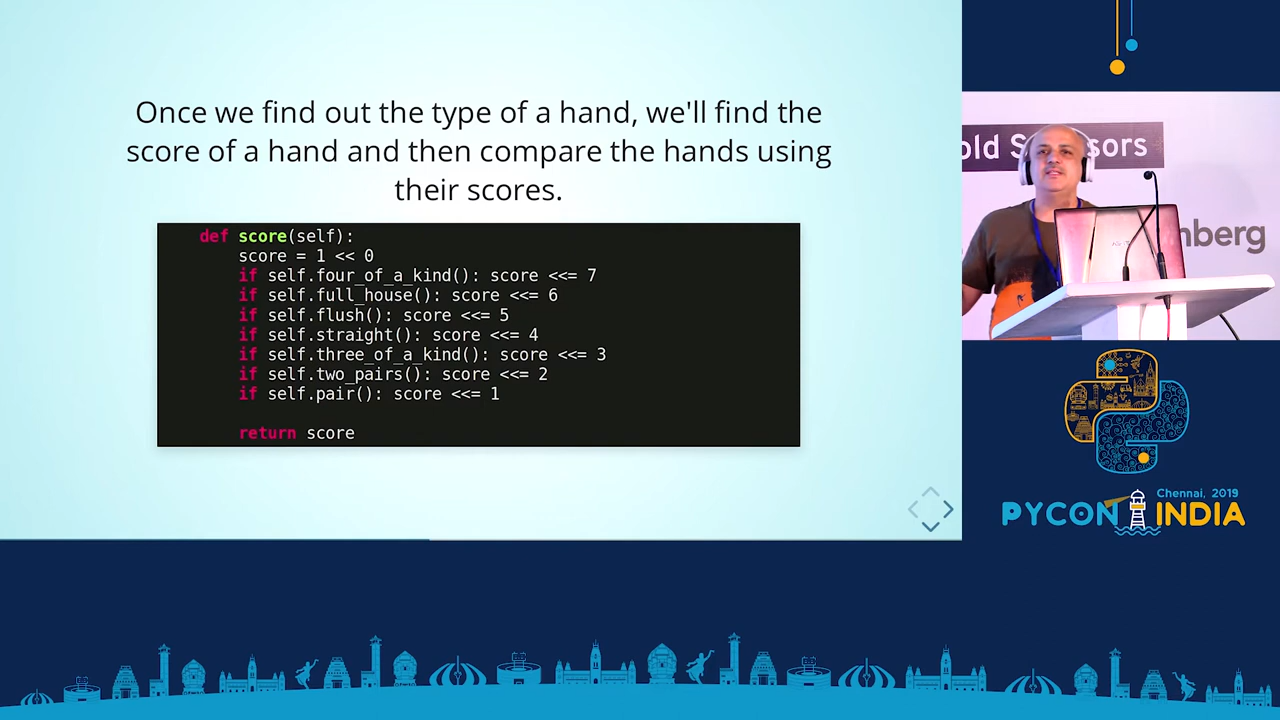 Once we find out the type of a hand, we'll find the
score of a hand and then compare the hands using
their scores.
def score(self):
score = 1 << 0
if self.four_of_a_kind(): score <<= 7
if self.full_house(): score <<= 6
if self.flush(): score <<= 5
if self.straight(): score <<= 4
if self.three_of_a_kind(): score <<= 3
if self.two_pairs(): score <<= 2
if self.pair(): score <<= 1
return score
old S sors
mberg
Chennai, 2019
PYCON INDIA